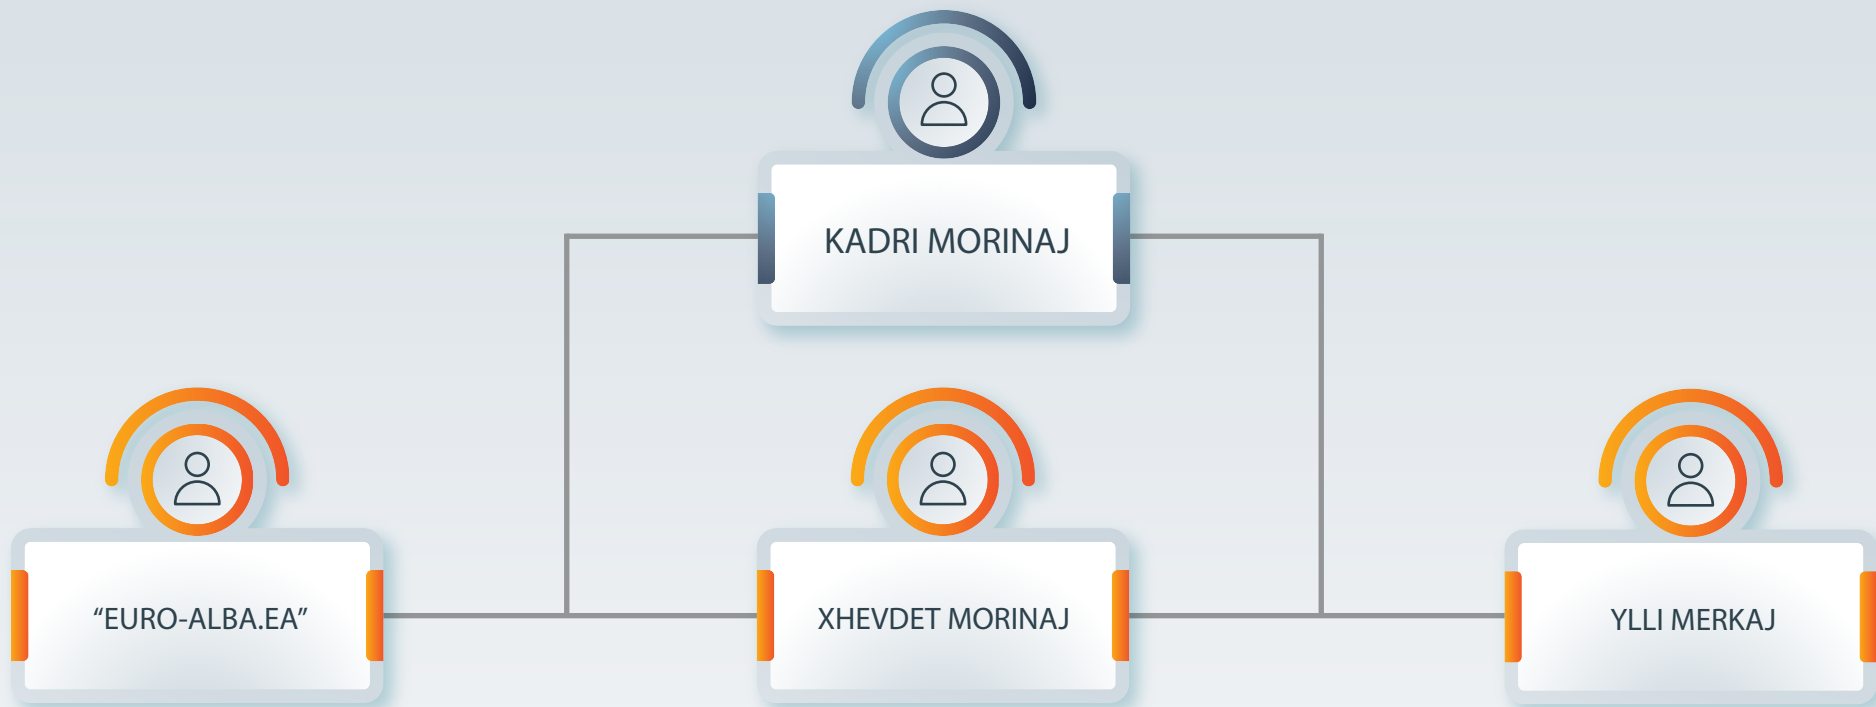 KADRI MORINAJ
“EURO-ALBA.EA”
XHEVDET MORINAJ
YLLI MERKAJ